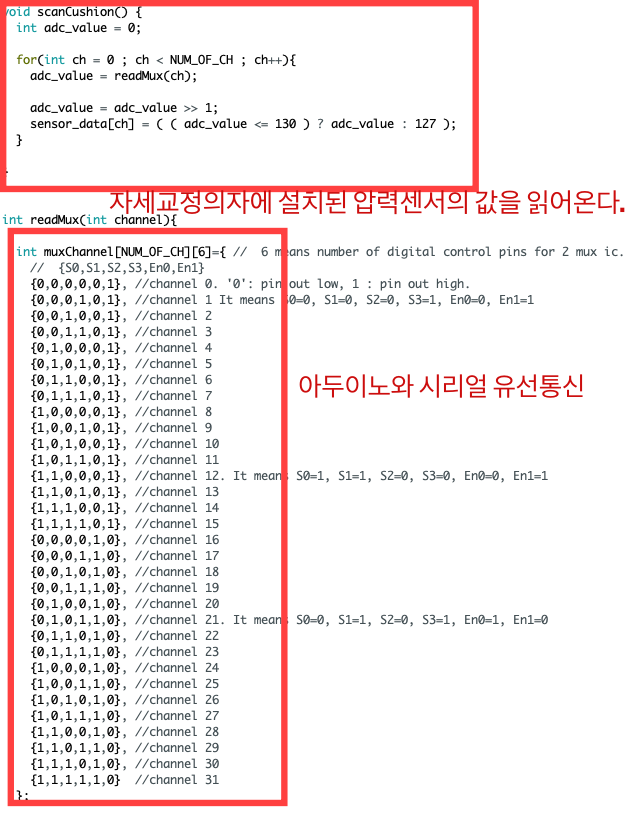 void scanCushion() {
int adc_value = 0;
for(int ch = 0 ; ch < NUM_OF_CH ; ch++){
adc_value = readMux(ch);
adc_value = adc_value >> 1;
sensor_data[ch] = ( ( adc_value <= 130 ) ? adc_value : 127 );
}
자세교정의자에 설치된 압력센서의 값을 읽어온다.
int readMux(int channel){
int muxChannel[NUM_OF_CH][6]={ // 6 means number of digital control pins for 2 mux ic.
// {S0,S1,S2,S3,En0,En1}
{0,0,0,0,0,1}, //channel 0. '0': pin out low, 1 : pin out high.
{0,0,0,1,0,1}, //channel 1 It means S0=0, S1=0, S2=0, S3=1, En0=0, En1=1
{0,0,1,0,0,1}, //channel 2
{0,0,1,1,0,1}, //channel 3
{0,1,0,0,0,1}, //channel 4
{0,1,0,1,0,1}, //channel 5
{0,1,1,0,0,1}, //channel 6
{0,1,1,1,0,1}, //channel 7
아두이노와 시리얼 유선통신
{1,0,0,0,0,1}, //channel 8
{1,0,0,1,0,1}, //channel 9
{1,0,1,0,0,1}, //channel 10
{1,0,1,1,0,1}, //channel 11
{1,1,0,0,0,1}, //channel 12. It means S0=1, S1=1, S2=0, S3=0, En0=0, En1=1
{1,1,0,1,0,1}, //channel 13
{1,1,1,0,0,1}, //channel 14
{1,1,1,1,0,1}, //channel 15
{0,0,0,0,1,0}, //channel 16
{0,0,0,1,1,0}, //channel 17
{0,0,1,0,1,0}, //channel 18
{0,0,1,1,1,0}, //channel 19
{0,1,0,0,1,0}, //channel 20
{0,1,0,1,1,0}, //channel 21. It means S0=0, S1=1, S2=0, S3=1, En0=1, En1=0
{0,1,1,0,1,0}, //channel 22
{0,1,1,1,1,0}, //channel 23
{1,0,0,0,1,0}, //channel 24
{1,0,0,1,1,0}, //channel 25
{1,0,1,0,1,0}, //channel 26
{1,0,1,1,1,0}, //channel 27
{1,1,0,0,1,0}, //channel 28
{1,1,0,1,1,0}, //channel 29
{1,1,1,0,1,0}, //channel 30
{1,1,1,1,1,0} //channel 31
};